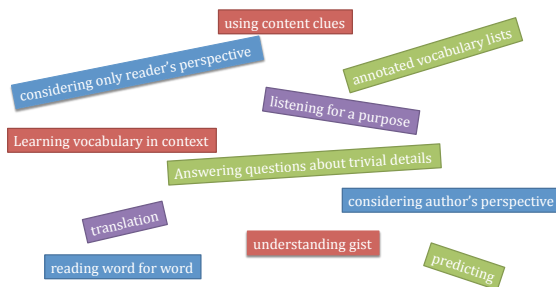 using content clues
considering only reader's perspective
annotated vocabulary lists
listening for a purpose
Learning vocabulary in context
Answering questions about trivial details
considering author's perspective
translation
understanding gist
reading word for word
predicting